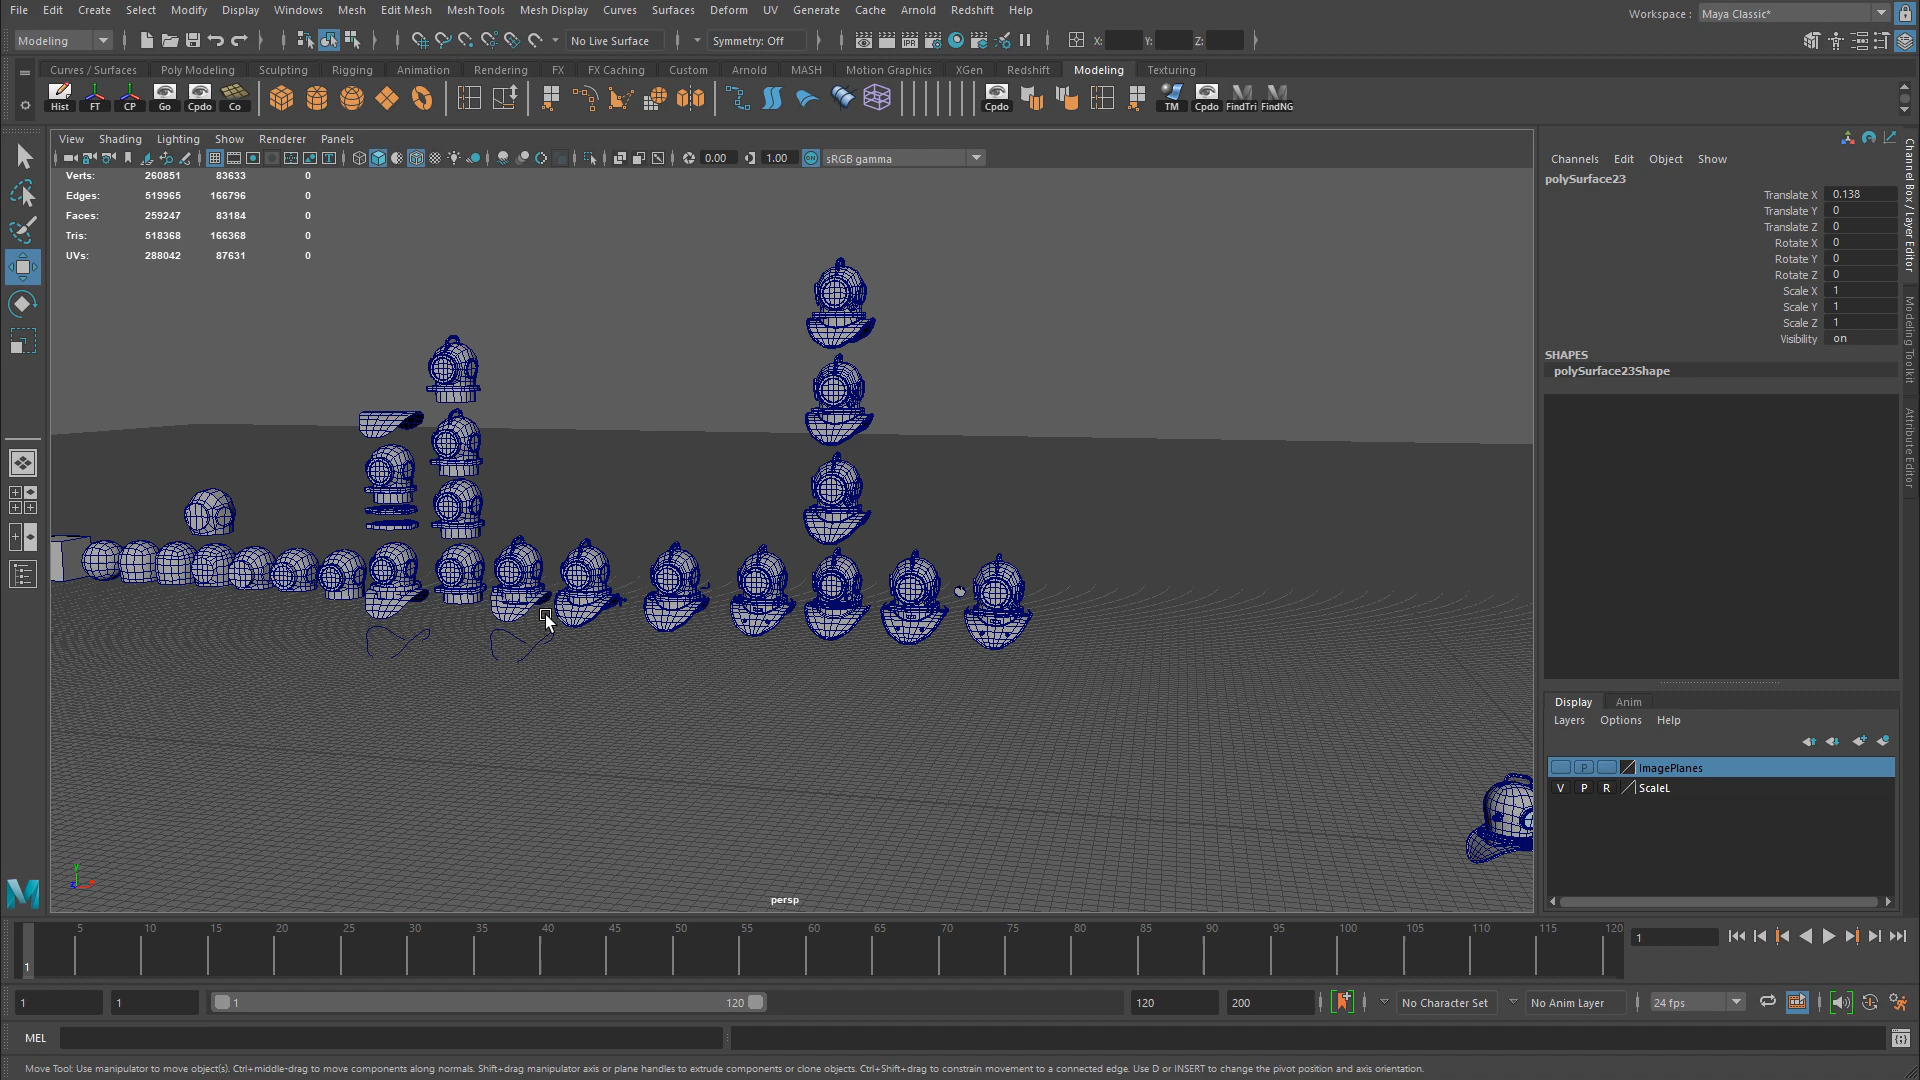 File Edit Create Select Modify Display Windows Mesh Edit Mesh Mesh Tools Mesh Display Curves Surfaces Deform UV Generate Cache Arnold Redshift Help
Workspace : Maya Classic*
Modeling No Live Surface Symmetry: Off X: Y: Z:
Curves / Surfaces Poly Modeling Sculpting Rigging Animation Rendering FX FX Caching Custom Arnold MASH Motion Graphics XGen Redshift Modeling Texturing
Hist FT CP Go Cpdo Co Cpdo TM Cpdo FindTri FindNG
View Shading Lighting Show Renderer Panels
0.00 1.00 ON sRGB gamma
Verts: 260851 83633 0
Edges: 519965 166796 0
Faces: 259247 83184 0
Tris: 518368 166368 0
UVs: 288042 87631 0
persp
Channels Edit Object Show
polySurface23
Translate X 0.138
Translate Y 0
Translate Z 0
Rotate X 0
Rotate Y 0
Rotate Z 0
Scale X 1
Scale Y 1
Scale Z 1
Visibility on
SHAPES
polySurface23Shape
Channel Box / Layer Editor
Modeling Toolkit
Attribute Editor
Display Anim
Layers Options Help
P ImagePlanes
V P R ScaleL
5 10 15 20 25 30 35 40 45 50 55 60 65 70 75 80 85 90 95 100 105 110 115 120
1
1
1 1 1 120 120 200 No Character Set No Anim Layer 24 fps
MEL
Move Tool: Use manipulator to move object(s). Ctrl+middle-drag to move components along normals. Shift+drag manipulator axis or plane handles to extrude components or clone objects. Ctrl+Shift+drag to constrain movement to a connected edge. Use D or INSERT to change the pivot position and axis orientation.